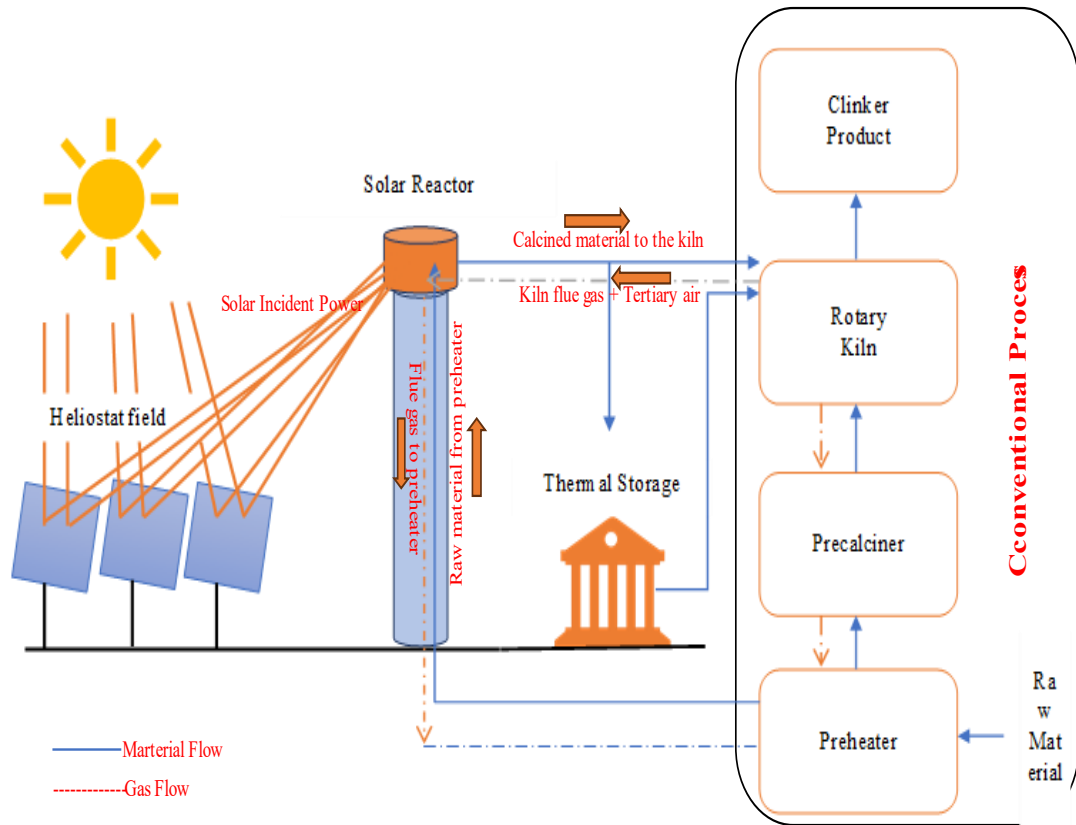 Clinker
Product
Solar Reactor
Calcined material to the kiln
Kiln flue gas + Tertiary air
Solar Incident Power
Rotary
Kiln
Cconventional Proces
Heliostat field
Flue gas to preheater
Raw material from preheater
Thermal Storage
Precalciner
Ra
w
Mat
erial
Preheater
Marterial Flow
Gas Flow